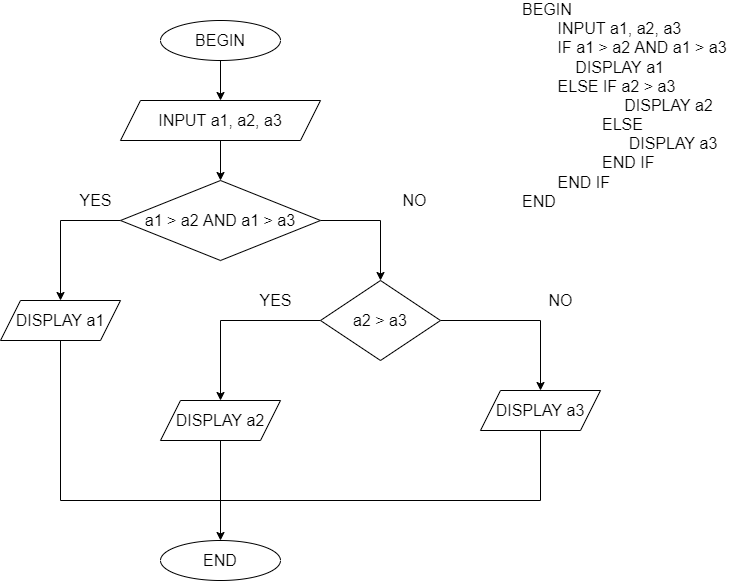 BEGIN
INPUT a1, a2, a3
YES
a1 > a2 AND a1 > a3
NO
DISPLAY a1
YES
a2 > a3
NO
DISPLAY a2
DISPLAY a3
END
BEGIN
INPUT a1, a2, a3
IF a1 > a2 AND a1 > a3
DISPLAY a1
ELSE IF a2 > a3
DISPLAY a2
ELSE
DISPLAY a3
END IF
END IF
END